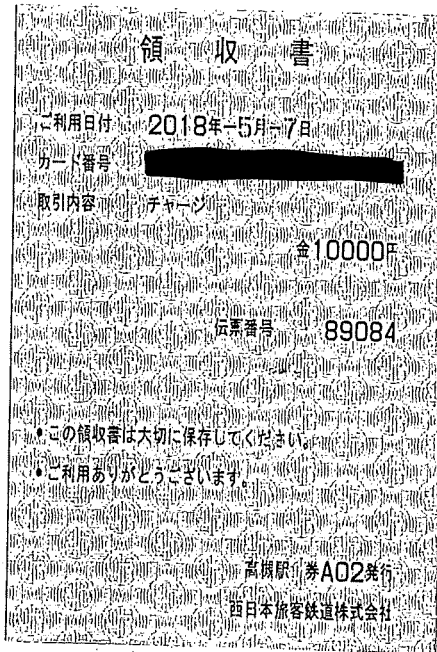 領収書
ご利用日付 2018年-5月-7日
カード番号
取引内容 チャージ
金10000円
伝票番号 89084
・この領収書は大切に保存してください。
・ご利用ありがとうございます。
高槻駅 券A02発行
西日本旅客鉄道株式会社